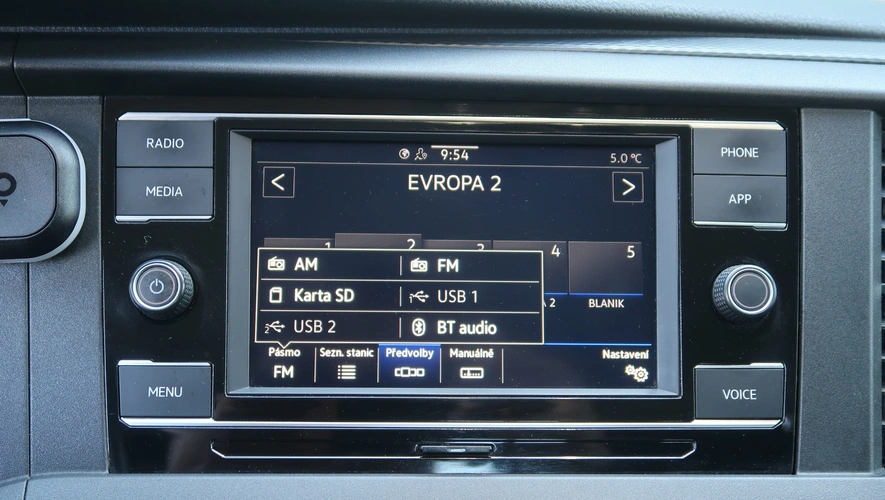 RADIO
MEDIA
MENU
PHONE
APP
VOICE
9:54
5.0 °C
< EVROPA 2 >
1 2 3 4 5
2 BLANIK
AM FM
Karta SD USB 1
USB 2 BT audio
Pásmo Sezn. stanic Předvolby Manuálně Nastavení
FM